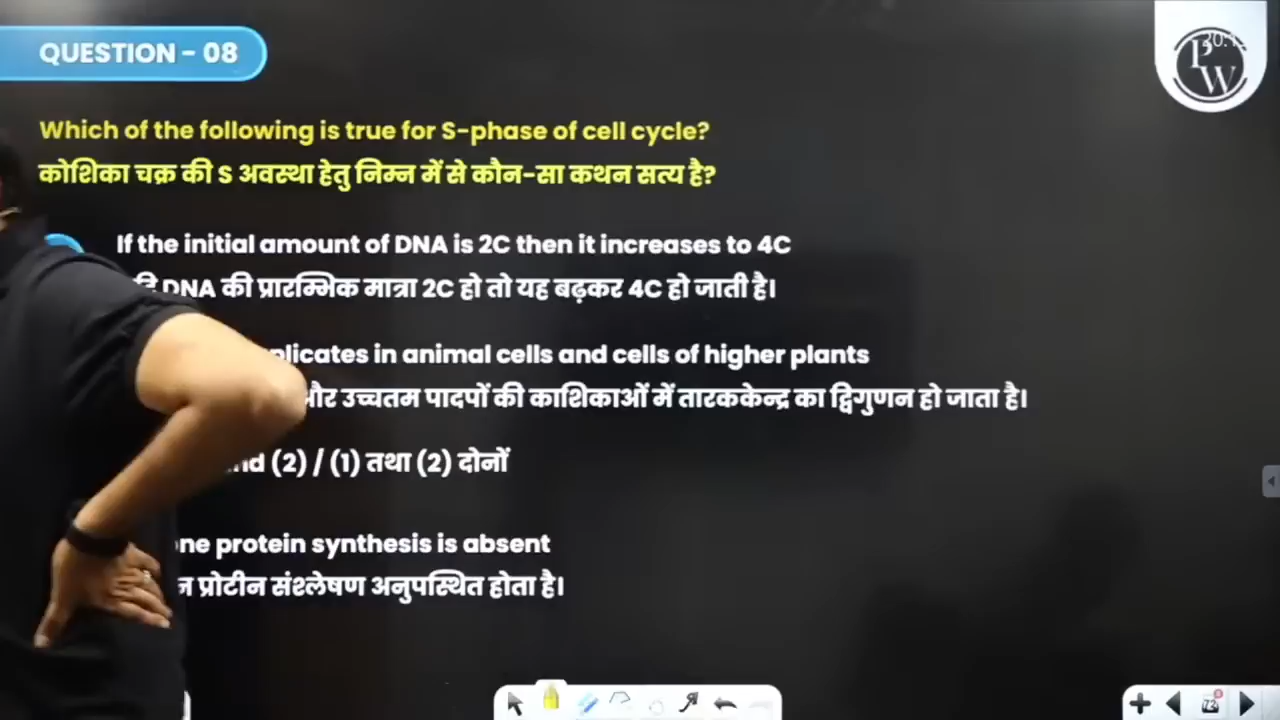 QUESTION - 08
Which of the following is true for S-phase of cell cycle?
कोशिका चक्र की S अवस्था हेतु निम्न में से कौन-सा कथन सत्य है?
If the initial amount of DNA is 2C then it increases to 4C
DNA की प्रारम्भिक मात्रा 2C हो तो यह बढ़कर 4C हो जाती है।
in animal cells and cells of higher plants
और उच्चतम पादपों की काशिकाओं में तारककेन्द्र का द्विगुणन हो जाता है।
(2) / (1) तथा (2) दोनों
protein synthesis is absent
प्रोटीन संश्लेषण अनुपस्थित होता है।
PW
72